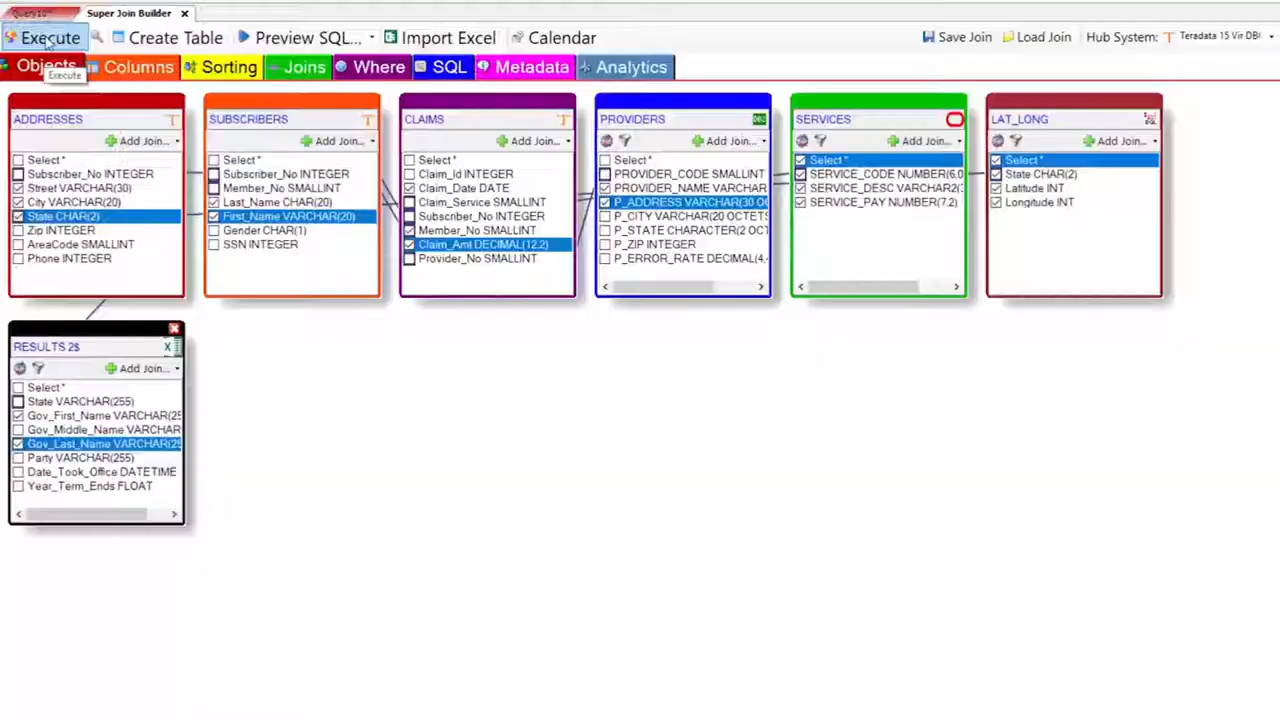 Query10*
Super Join Builder
Execute
Create Table
Preview SQL...
Import Excel
Calendar
Save Join
Load Join
Hub System:
Teradata 15 Vir DB
Objects
Columns
Sorting
Joins
Where
SQL
Metadata
Analytics
Execute
ADDRESSES
Add Join...
Select *
Subscriber_No INTEGER
Street VARCHAR(30)
City VARCHAR(20)
State CHAR(2)
Zip INTEGER
AreaCode SMALLINT
Phone INTEGER
SUBSCRIBERS
Add Join...
Select *
Subscriber_No INTEGER
Member_No SMALLINT
Last_Name CHAR(20)
First_Name VARCHAR(20)
Gender CHAR(1)
SSN INTEGER
CLAIMS
Add Join...
Select *
Claim_Id INTEGER
Claim_Date DATE
Claim_Service SMALLINT
Subscriber_No INTEGER
Member_No SMALLINT
Claim_Amt DECIMAL(12,2)
Provider_No SMALLINT
PROVIDERS
Add Join...
Select *
PROVIDER_CODE SMALLINT
PROVIDER_NAME VARCHAR
P_ADDRESS VARCHAR(30 OC
P_CITY VARCHAR(20 OCTETS
P_STATE CHARACTER(2 OCT
P_ZIP INTEGER
P_ERROR_RATE DECIMAL(4,
SERVICES
Add Join...
Select *
SERVICE_CODE NUMBER(6,0
SERVICE_DESC VARCHAR2(
SERVICE_PAY NUMBER(7,2)
LAT_LONG
Add Join...
Select *
State CHAR(2)
Latitude INT
Longitude INT
RESULTS 2$
Add Join...
Select *
State VARCHAR(255)
Gov_First_Name VARCHAR(25
Gov_Middle_Name VARCHAR
Gov_Last_Name VARCHAR(25
Party VARCHAR(255)
Date_Took_Office DATETIME
Year_Term_Ends FLOAT